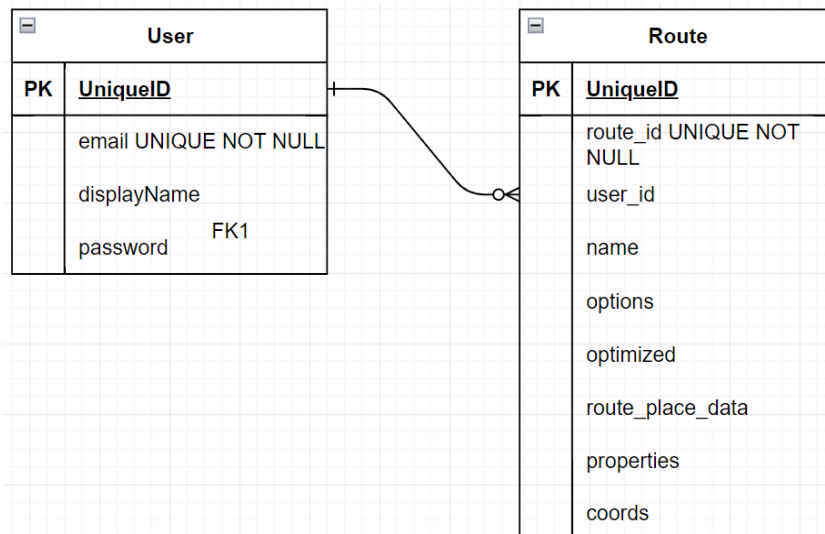 User
PK UniqueID
email UNIQUE NOT NULL
displayName
FK1
password
Route
PK UniqueID
route_id UNIQUE NOT
NULL
user_id
name
options
optimized
route_place_data
properties
coords